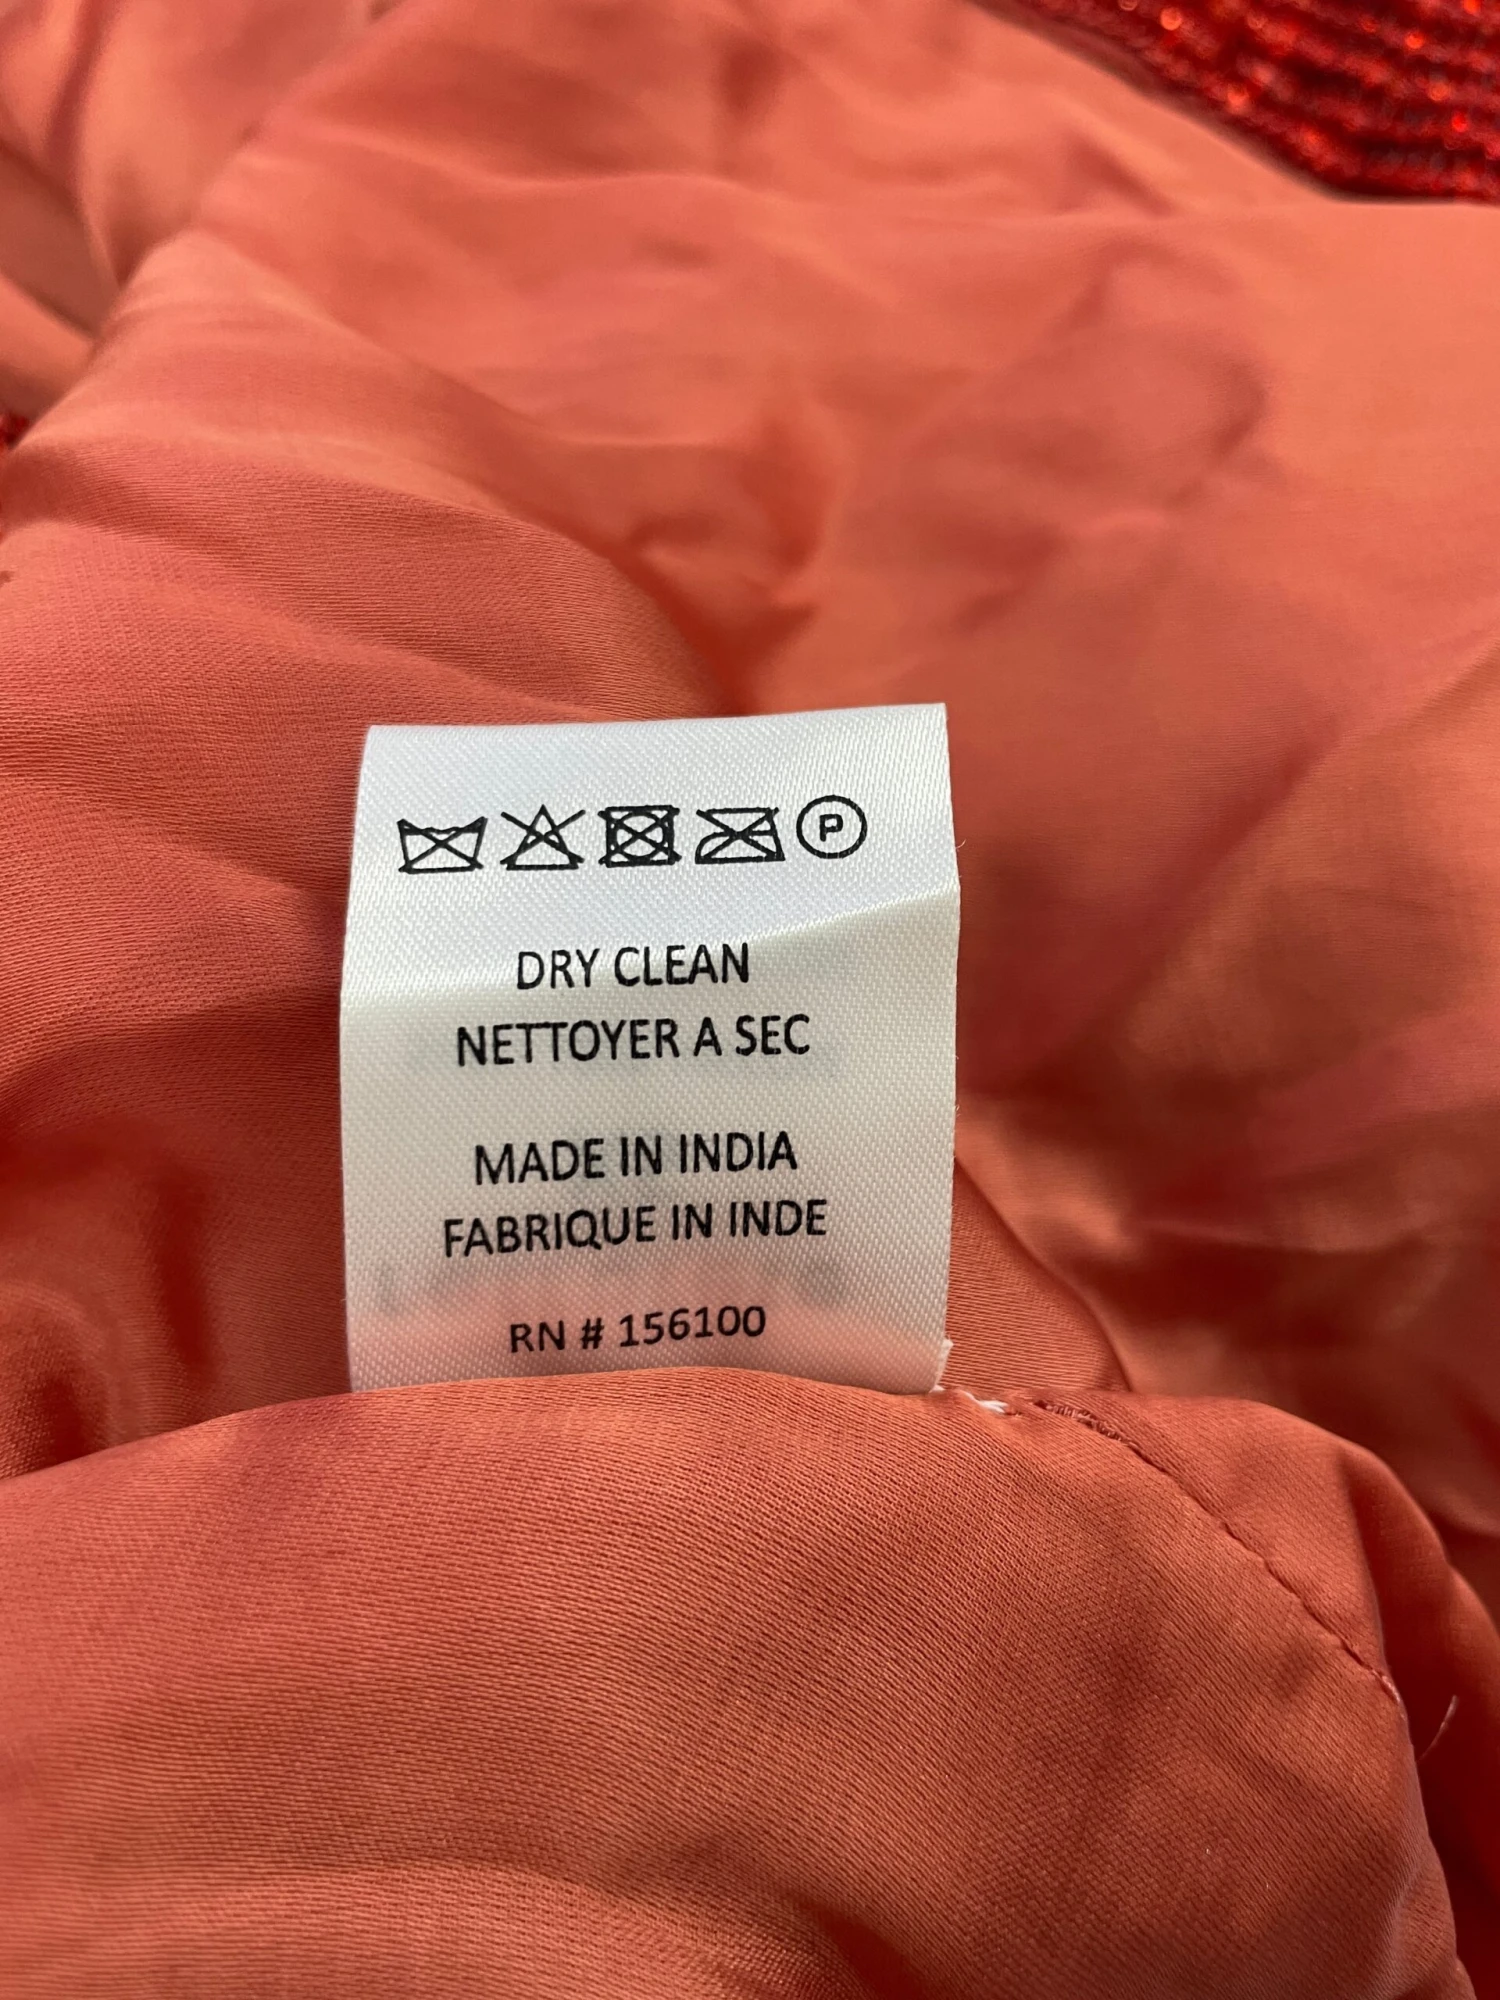 P
DRY CLEAN
NETTOYER A SEC
MADE IN INDIA
FABRIQUE IN INDE
RN # 156100